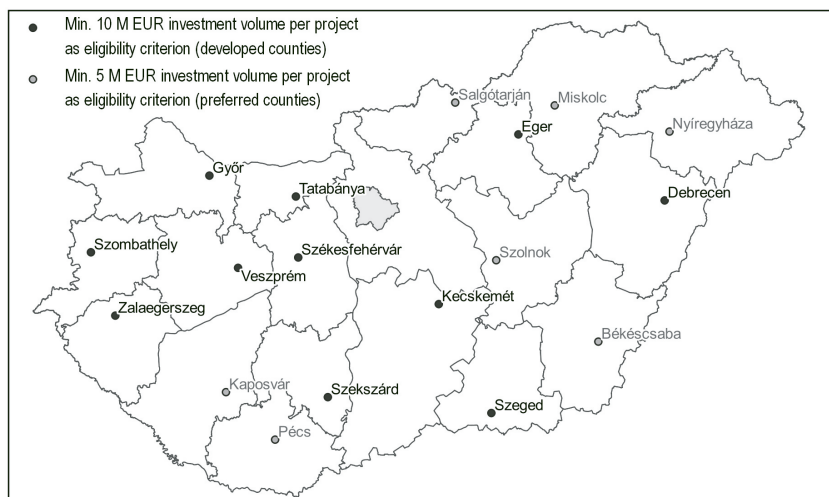 Min. 10 M EUR investment volume per project
as eligibility criterion (developed counties)
Min. 5 M EUR investment volume per project
as eligibility criterion (preferred counties)
Salgótarján
Miskolc
Nyíregyháza
Eger
Győr
Tatabánya
Debrecen
Szombathely
Székesfehérvár
Szolnok
Veszprém
Kecskemét
Zalaegerszeg
Békéscsaba
Kaposvár
Szekszárd
Szeged
Pécs